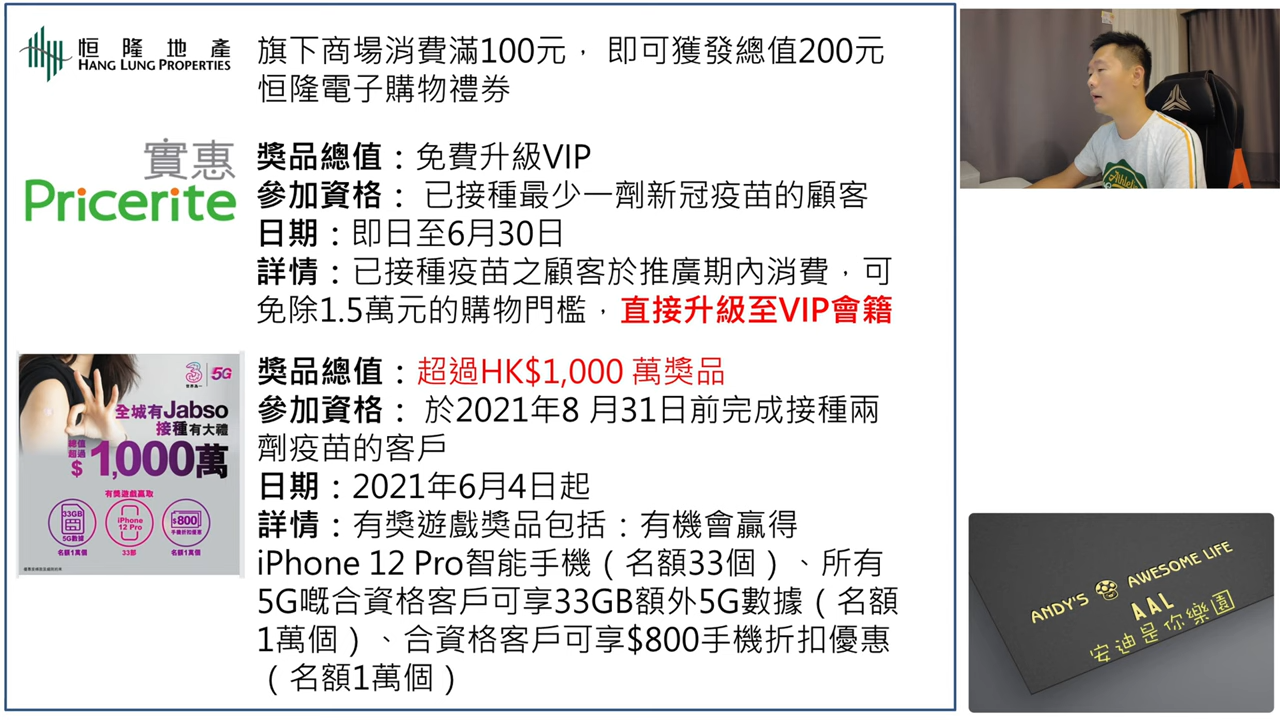 恒隆地產
HANG LUNG PROPERTIES
旗下商場消費滿100元， 即可獲發總值200元
恒隆電子購物禮券
實惠
Pricerite
獎品總值：免費升級VIP
參加資格： 已接種最少一劑新冠疫苗的顧客
日期：即日至6月30日
詳情：已接種疫苗之顧客於推廣期內消費，可
免除1.5萬元的購物門檻，直接升級至VIP會籍
3
5G
全城有Jabso
接種有大禮
總值
超過
$1,000萬
有獎遊戲贏取
33GB
5G數據
名額1萬個
iPhone
12 Pro
33部
$800
手機折扣優惠
名額1萬個
獎品總值：超過HK$1,000 萬獎品
參加資格： 於2021年8 月31日前完成接種兩
劑疫苗的客戶
日期：2021年6月4日起
詳情：有獎遊戲獎品包括：有機會贏得
iPhone 12 Pro智能手機（名額33個）、所有
5G嘅合資格客戶可享33GB額外5G數據（名額
1萬個）、合資格客戶可享$800手機折扣優惠
（名額1萬個）
Athletic
ANDY'S AWESOME LIFE
AAL
安迪是你樂園